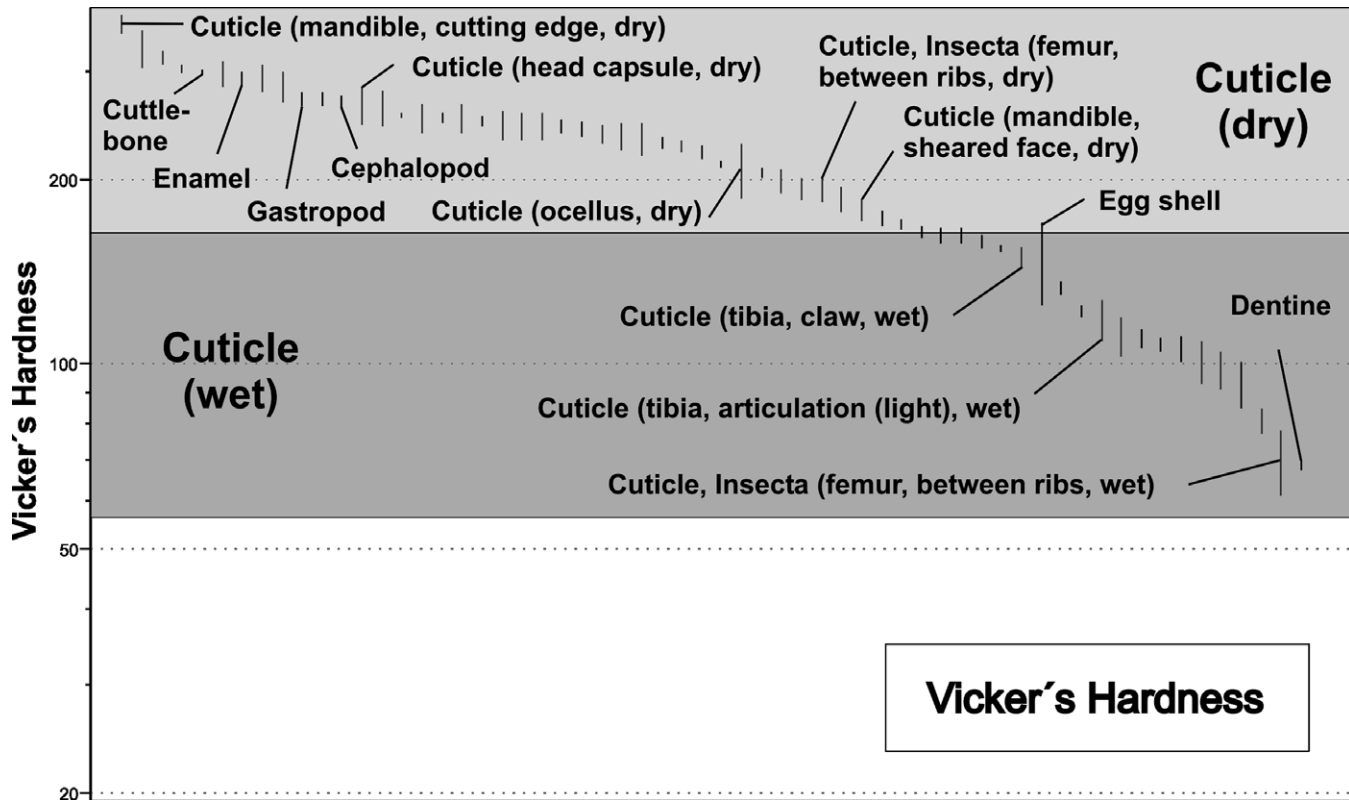 Cuticle (mandible, cutting edge, dry)
Cuticle, Insecta (femur,
between ribs, dry)
Cuticle
(dry)
Cuticle (head capsule, dry)
Cuttle-
bone
Cuticle (mandible,
sheared face, dry)
Cephalopod
Enamel
200
Gastropod
Cuticle (ocellus, dry)
Egg shell
Vicker´s Hardness
Cuticle (tibia, claw, wet)
Dentine
Cuticle
(wet)
100
Cuticle (tibia, articulation (light), wet)
Cuticle, Insecta (femur, between ribs, wet)
50
Vicker´s Hardness
20